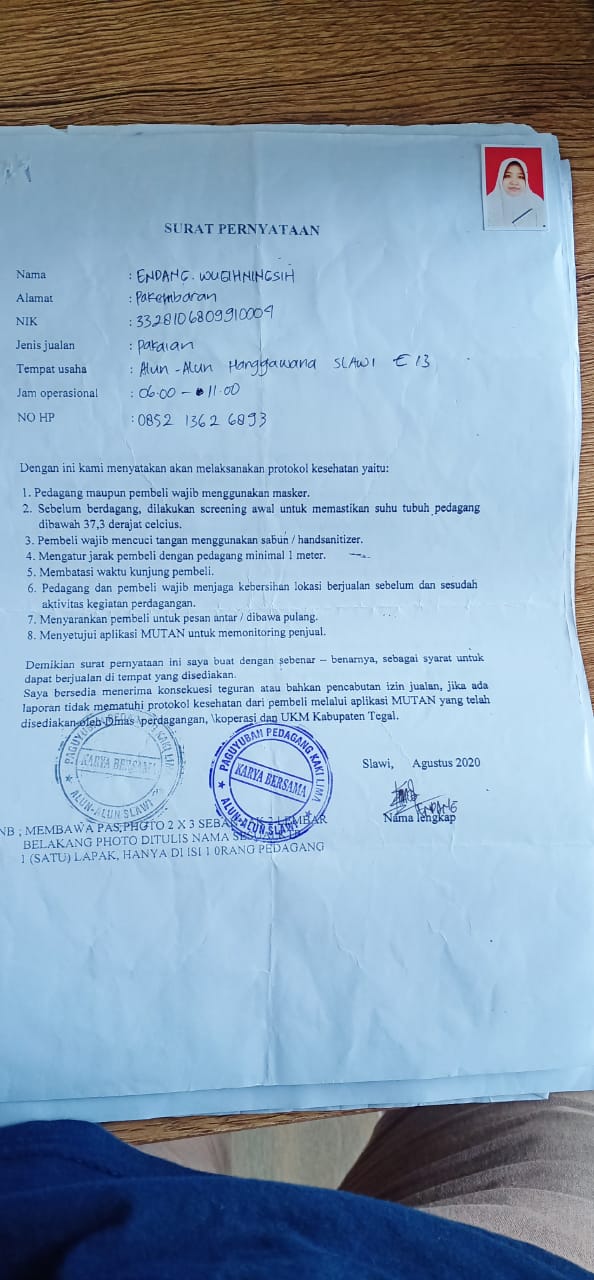 SURAT PERNYATAAN
Nama : ENDANG. WUEIHNINGSIH
Alamat : Pakembaran
NIK : 3328106809910004
Jenis jualan : Pakaian
Tempat usaha : Alun-Alun Hanggawana SLAWI E 13
Jam operasional : 06.00 - 11.00
NO HP : 0852 1362 6893
Dengan ini kami menyatakan akan melaksanakan protokol kesehatan yaitu:
1. Pedagang maupun pembeli wajib menggunakan masker.
2. Sebelum berdagang, dilakukan screening awal untuk memastikan suhu tubuh pedagang
dibawah 37,3 derajat celcius.
3. Pembeli wajib mencuci tangan menggunakan sabun / handsanitizer.
4. Mengatur jarak pembeli dengan pedagang minimal 1 meter.
5. Membatasi waktu kunjung pembeli.
6. Pedagang dan pembeli wajib menjaga kebersihan lokasi berjualan sebelum dan sesudah
aktivitas kegiatan perdagangan.
7. Menyarankan pembeli untuk pesan antar / dibawa pulang.
8. Menyetujui aplikasi MUTAN untuk memonitoring penjual.
Demikian surat pernyataan ini saya buat dengan sebenar – benarnya, sebagai syarat untuk
dapat berjualan di tempat yang disediakan.
Saya bersedia menerima konsekuesi teguran atau bahkan pencabutan izin jualan, jika ada
laporan tidak mematuhi protokol kesehatan dari pembeli melalui aplikasi MUTAN yang telah
disediakan oleh Dinas \perdagangan, \koperasi dan UKM Kabupaten Tegal.
Slawi, Agustus 2020
PAGUYUBAN PEDAGANG KAKI LIMA
KARYA BERSAMA
ALUN-ALUN SLAWI
PAGUYUBAN PEDAGANG KAKI LIMA
KARYA BERSAMA
ALUN-ALUN SLAWI
ENDANG
Nama lengkap
NB ; MEMBAWA PAS PHOTO 2 X 3 LEMBAR
BELAKANG PHOTO DITULIS NAMA
1 (SATU) LAPAK, HANYA DI ISI 1 0RANG PEDAGANG